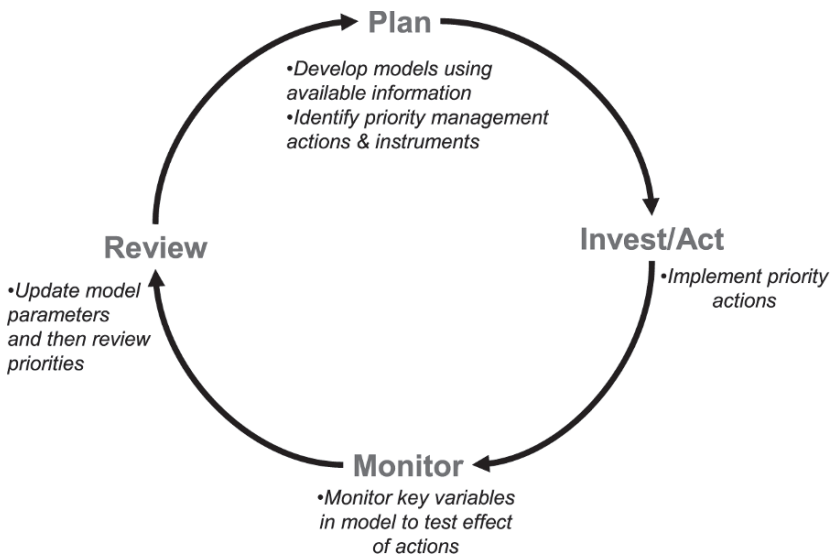 Plan
•Develop models using
available information
•Identify priority management
actions & instruments
Invest/Act
•Implement priority
actions
Review
•Update model
parameters
and then review
priorities
Monitor
•Monitor key variables
in model to test effect
of actions